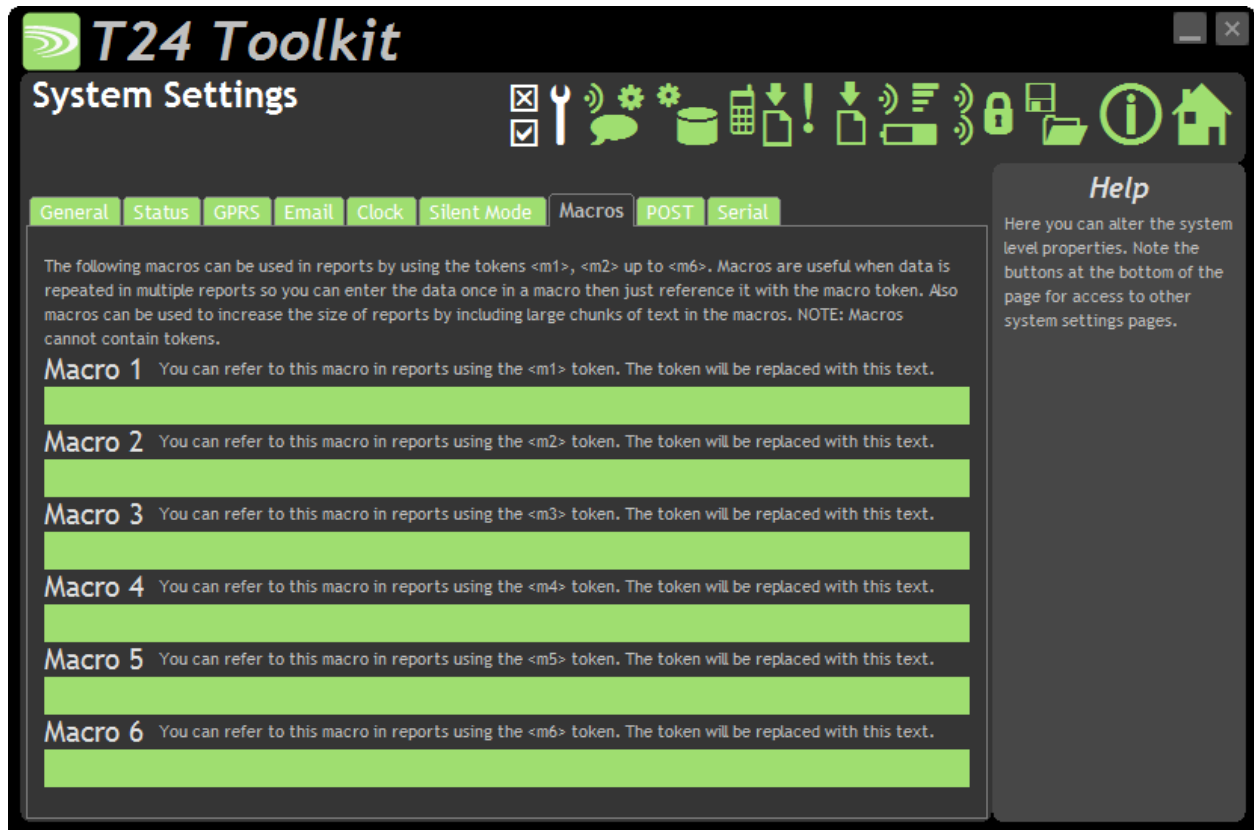 T24 Toolkit
System Settings
General Status GPRS Email Clock Silent Mode Macros POST Serial
The following macros can be used in reports by using the tokens <m1>, <m2> up to <m6>. Macros are useful when data is
repeated in multiple reports so you can enter the data once in a macro then just reference it with the macro token. Also
macros can be used to increase the size of reports by including large chunks of text in the macros. NOTE: Macros
cannot contain tokens.
Macro 1 You can refer to this macro in reports using the <m1> token. The token will be replaced with this text.
Macro 2 You can refer to this macro in reports using the <m2> token. The token will be replaced with this text.
Macro 3 You can refer to this macro in reports using the <m3> token. The token will be replaced with this text.
Macro 4 You can refer to this macro in reports using the <m4> token. The token will be replaced with this text.
Macro 5 You can refer to this macro in reports using the <m5> token. The token will be replaced with this text.
Macro 6 You can refer to this macro in reports using the <m6> token. The token will be replaced with this text.
Help
Here you can alter the system
level properties. Note the
buttons at the bottom of the
page for access to other
system settings pages.